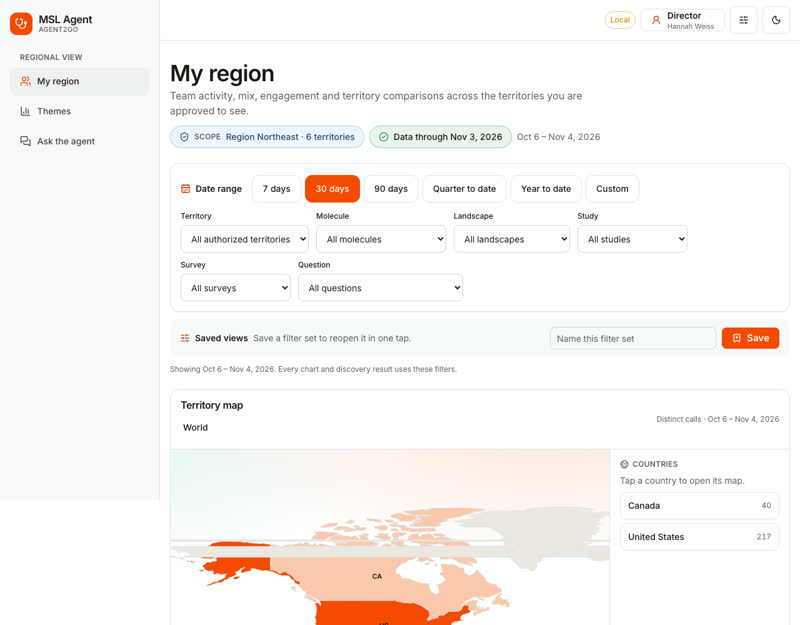 MSL Agent
AGENT2GO
REGIONAL VIEW
My region
Themes
Ask the agent
Local
Director
Hannah Weiss
My region
Team activity, mix, engagement and territory comparisons across the territories you are
approved to see.
SCOPE Region Northeast · 6 territories
Data through Nov 3, 2026
Oct 6 – Nov 4, 2026
Date range
7 days
30 days
90 days
Quarter to date
Year to date
Custom
Territory
Molecule
Landscape
Study
All authorized territories
All molecules
All landscapes
All studies
Survey
Question
All surveys
All questions
Saved views Save a filter set to reopen it in one tap.
Name this filter set
Save
Showing Oct 6 – Nov 4, 2026. Every chart and discovery result uses these filters.
Territory map
World
Distinct calls · Oct 6 – Nov 4, 2026
COUNTRIES
Tap a country to open its map.
Canada 40
United States 217
CA